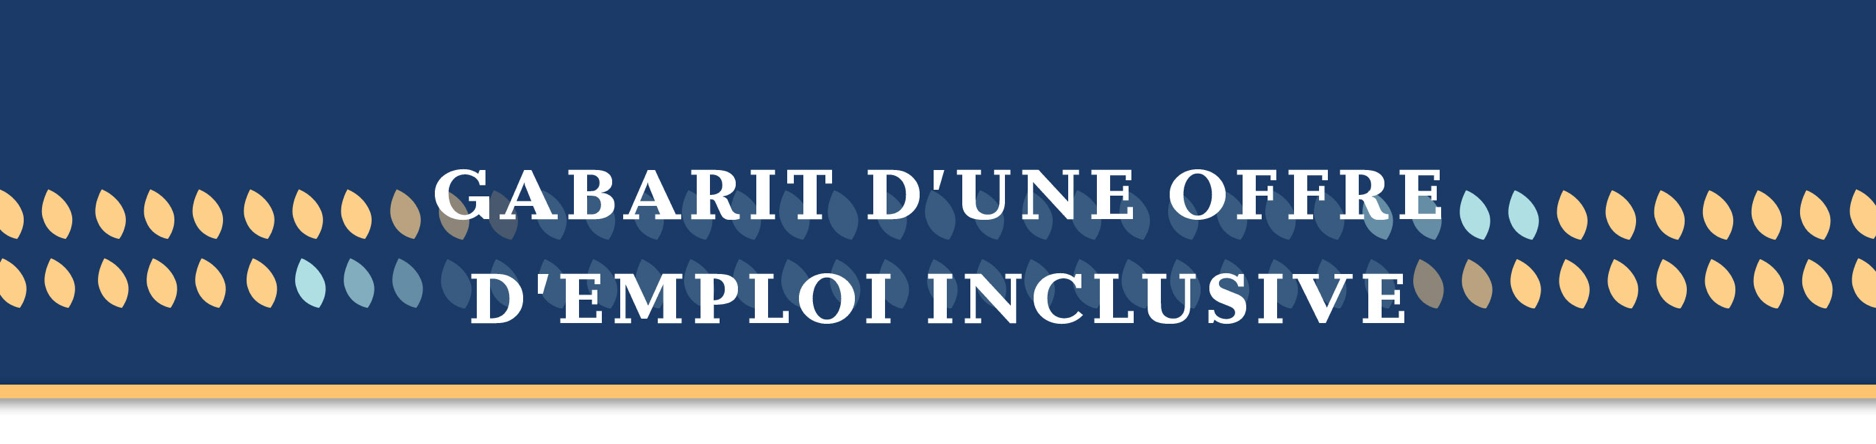 GABARIT D'UNE OFFRE
D'EMPLOI INCLUSIVE